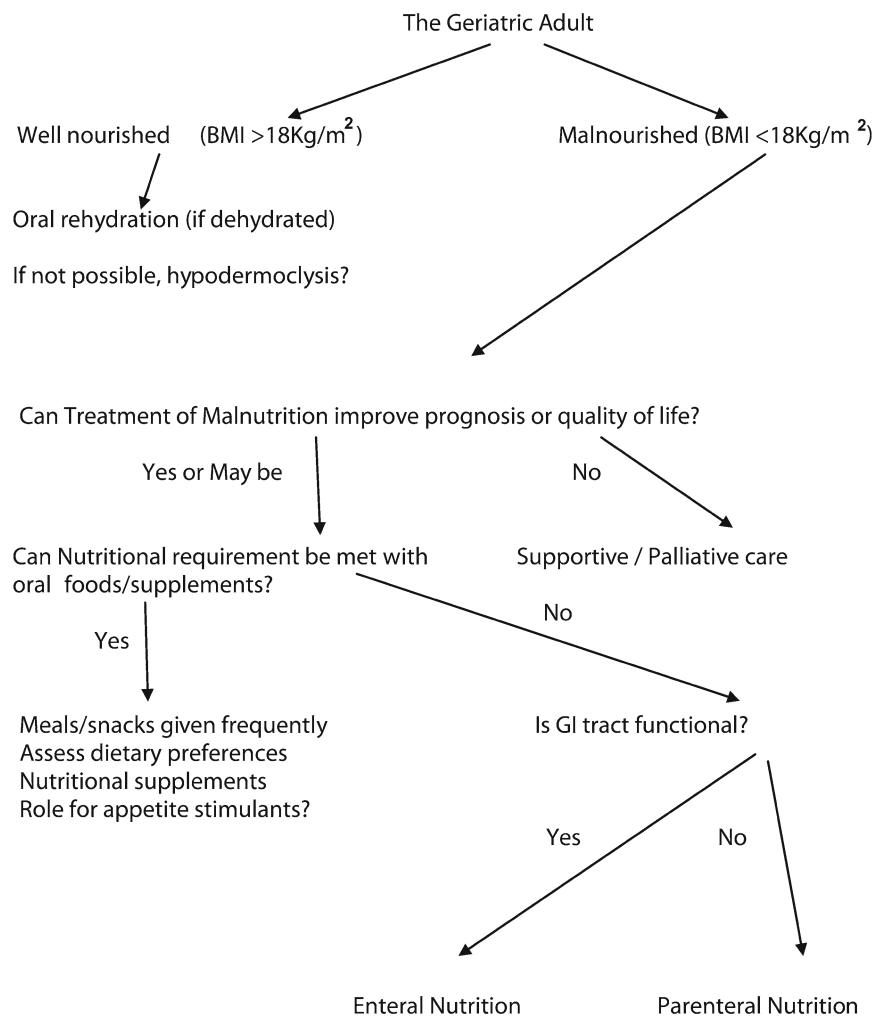 The Geriatric Adult
Well nourished (BMI >18Kg/m²)
Malnourished (BMI <18Kg/m ²)
Oral rehydration (if dehydrated)
If not possible, hypodermoclysis?
Can Treatment of Malnutrition improve prognosis or quality of life?
Yes or May be
No
Can Nutritional requirement be met with
oral foods/supplements?
Supportive / Palliative care
No
Yes
Meals/snacks given frequently
Assess dietary preferences
Nutritional supplements
Role for appetite stimulants?
Is GI tract functional?
Yes
No
Enteral Nutrition
Parenteral Nutrition